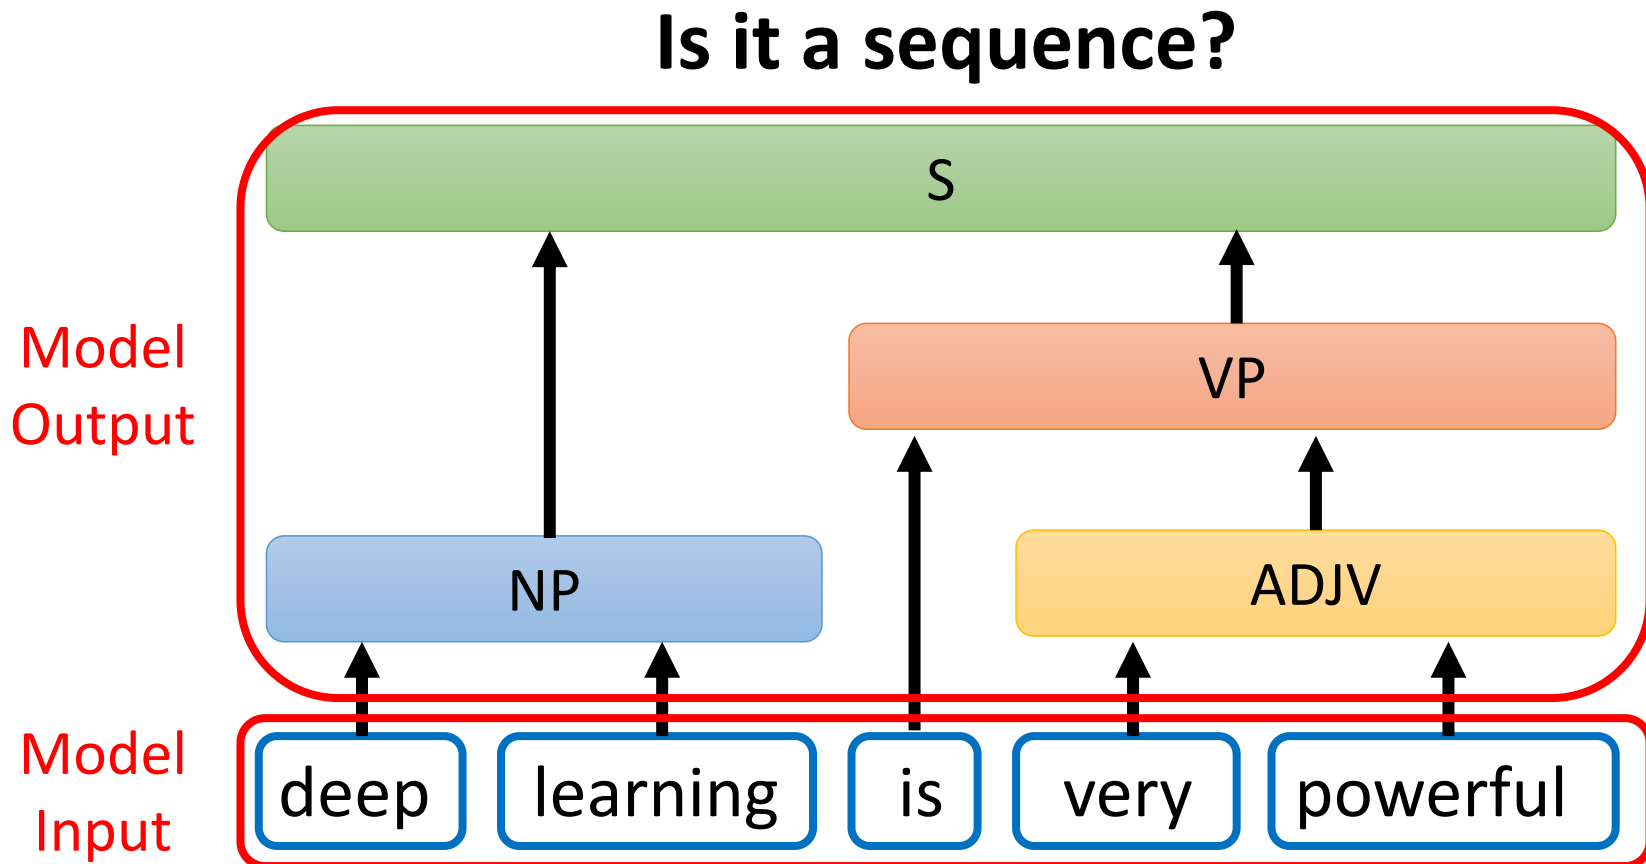 Is it a sequence?
S
Model
Output
VP
NP
ADJV
Model
Input
deep learning is very powerful